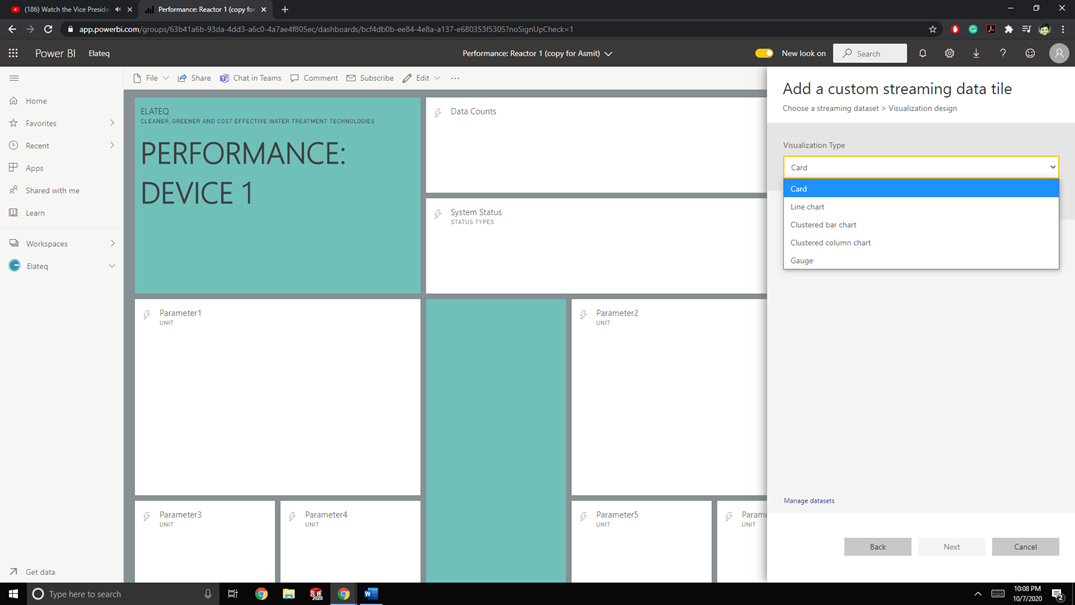 (186) Watch the Vice Preside
Performance: Reactor 1 (copy for
app.powerbi.com/groups/63b41a6b-93da-4dd3-a6c0-4a7ae4f805ec/dashboards/bcf4db0b-ee84-4e8a-a137-e680353f5305?noSignUpCheck=1
Power BI
Elateq
Performance: Reactor 1 (copy for Asmit)
New look on
Search
File
Share
Chat in Teams
Comment
Subscribe
Edit
Home
Favorites
Recent
Apps
Shared with me
Learn
Workspaces
Elateq
Get data
ELATEQ
CLEANER, GREENER AND COST EFFECTIVE WATER TREATMENT TECHNOLOGIES
PERFORMANCE:
DEVICE 1
Data Counts
System Status
STATUS TYPES
Parameter1
UNIT
Parameter2
UNIT
Parameter3
UNIT
Parameter4
UNIT
Parameter5
UNIT
Parame
UNIT
Add a custom streaming data tile
Choose a streaming dataset > Visualization design
Visualization Type
Card
Card
Line chart
Clustered bar chart
Clustered column chart
Gauge
Manage datasets
Back
Next
Cancel
Type here to search
10:08 PM
10/7/2020
2